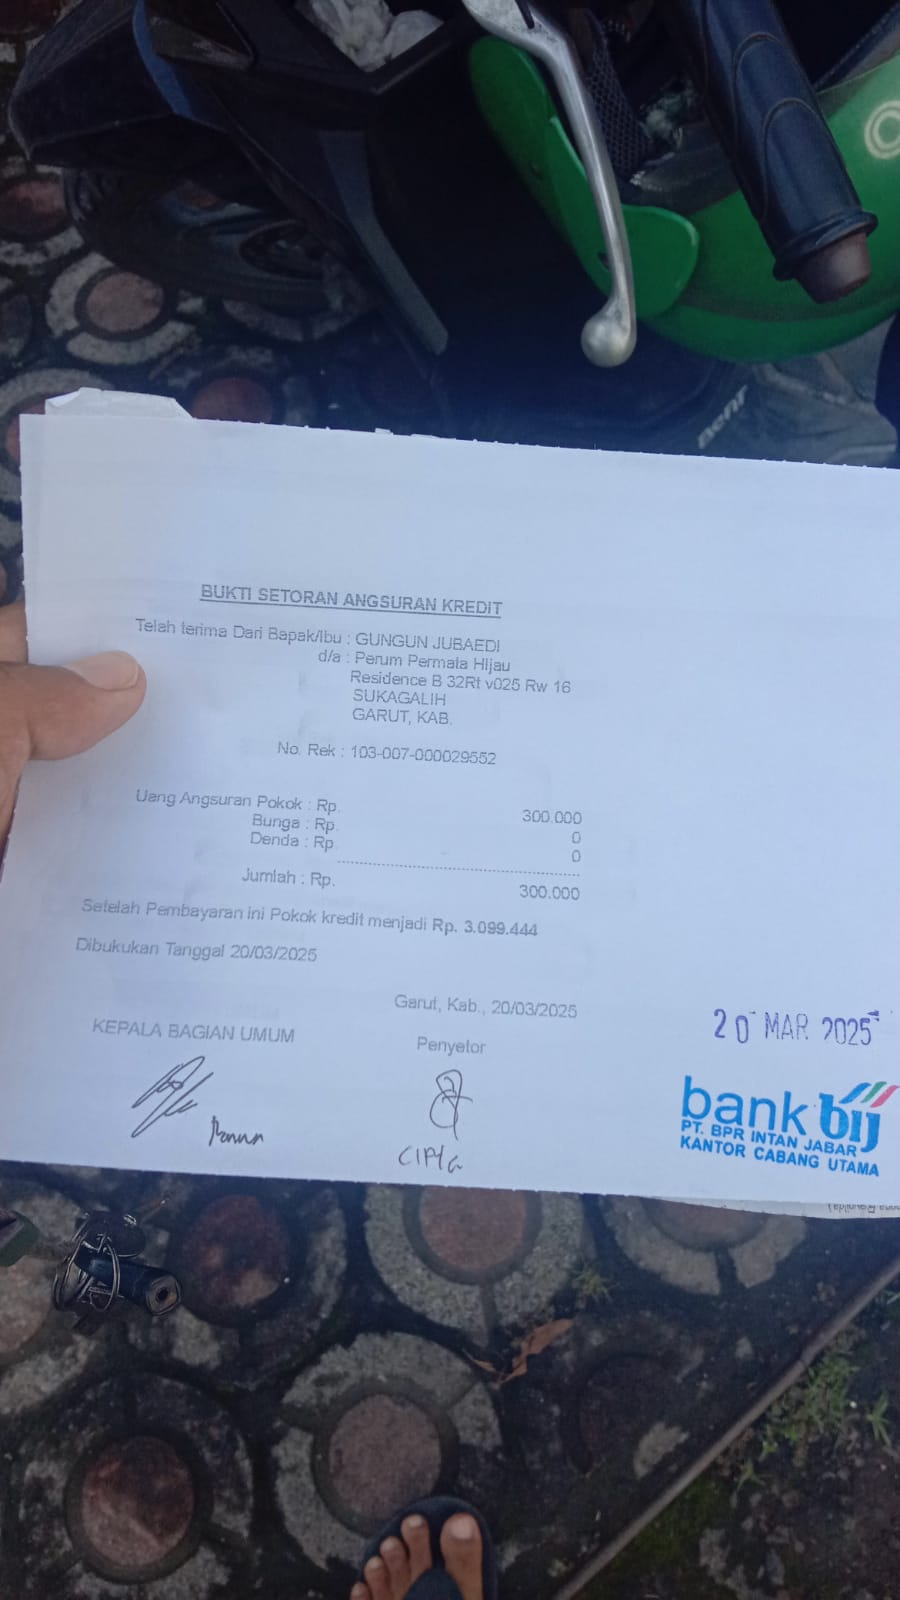 BeAT
BUKTI SETORAN ANGSURAN KREDIT
Telah terima Dari Bapak/Ibu : GUNGUN JUBAEDI
d/a : Perum Permata HIjau
Residence B 32Rt v025 Rw 16
SUKAGALIH
GARUT, KAB.
No. Rek : 103-007-000029552
Uang Angsuran Pokok : Rp. 300.000
Bunga : Rp. 0
Denda : Rp. 0
Jumlah : Rp. 300.000
Setelah Pembayaran ini Pokok kredit menjadi Rp. 3.099.444
Dibukukan Tanggal 20/03/2025
Garut, Kab., 20/03/2025
KEPALA BAGIAN UMUM
Penyetor
20 MAR 2025
bank bij
PT. BPR INTAN JABAR
KANTOR CABANG UTAMA